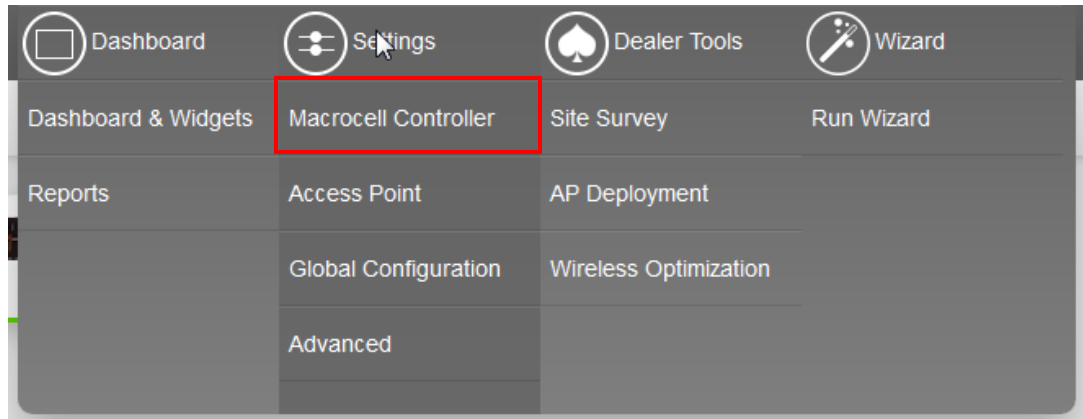 Dashboard Settings Dealer Tools Wizard
Dashboard & Widgets Macrocell Controller Site Survey Run Wizard
Reports Access Point AP Deployment
Global Configuration Wireless Optimization
Advanced